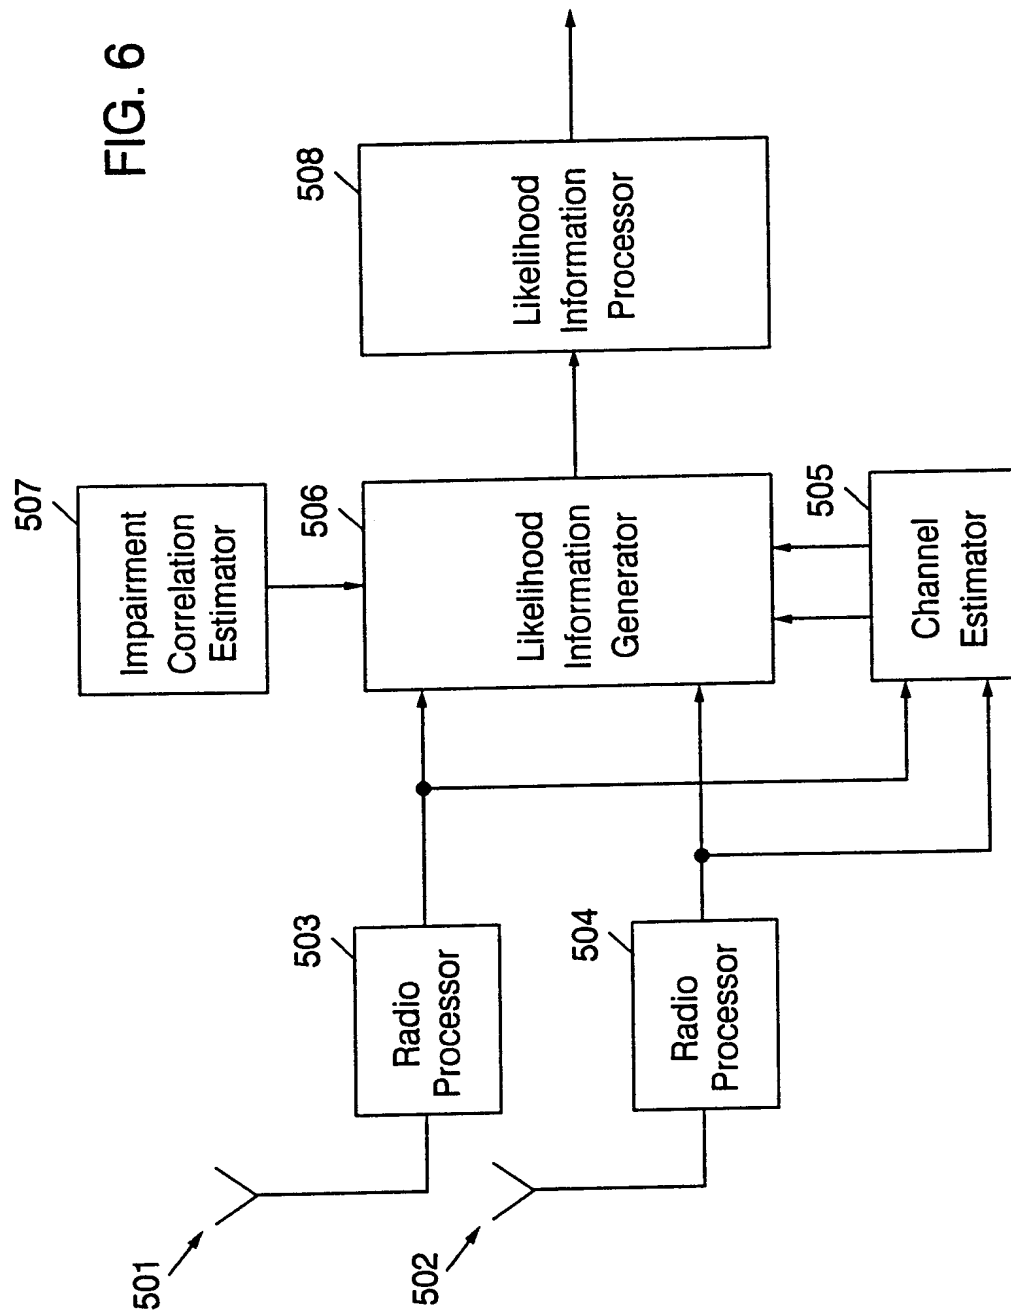 FIG. 6
501
502
503
Radio
Processor
504
Radio
Processor
507
Impairment
Correlation
Estimator
506
Likelihood
Information
Generator
505
Channel
Estimator
508
Likelihood
Information
Processor